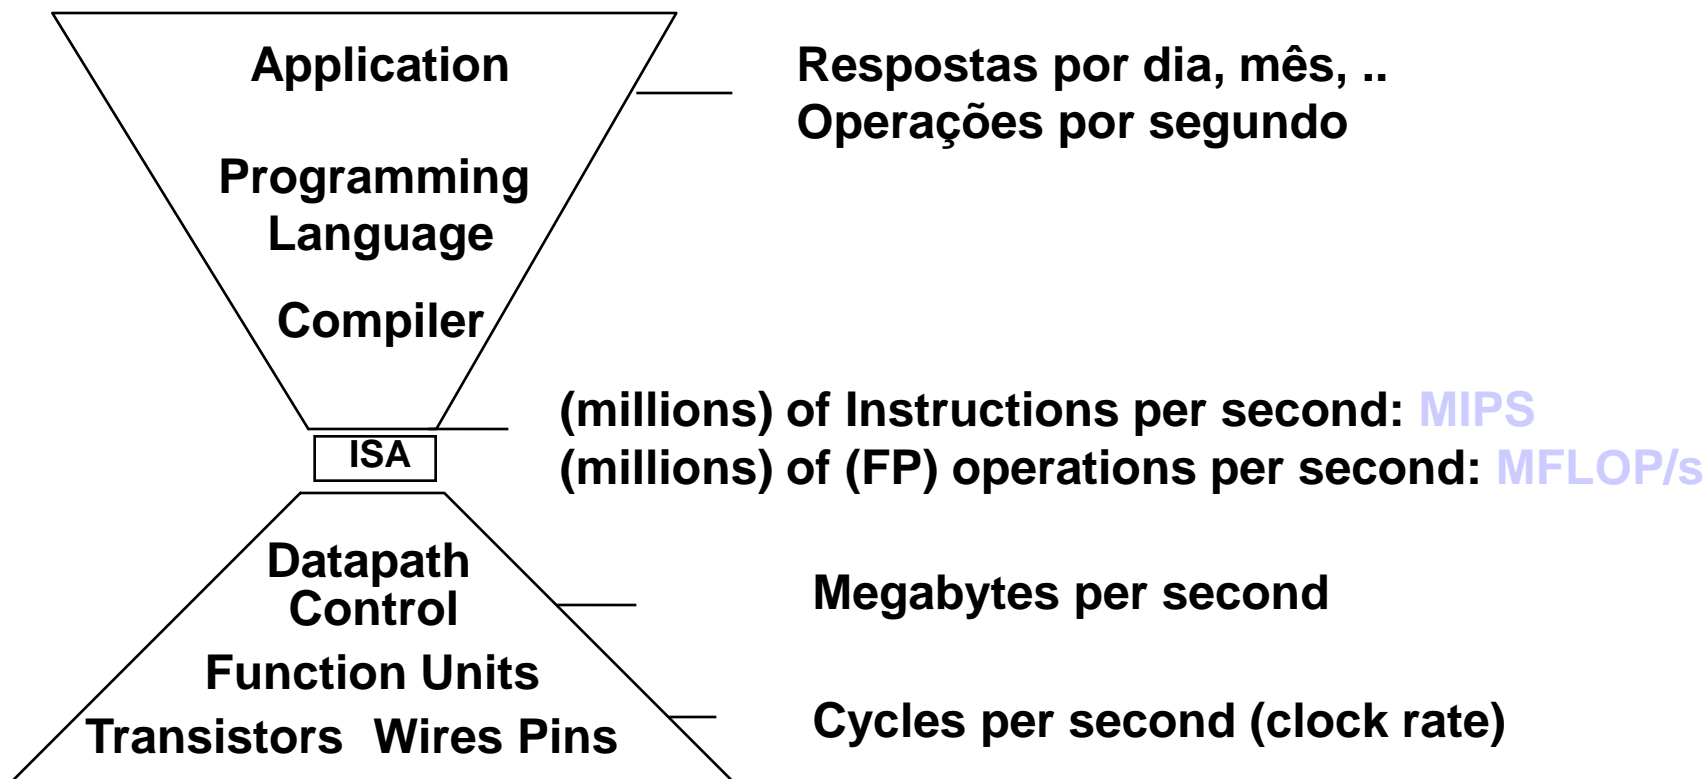 Application
Respostas por dia, mês, ..
Operações por segundo
Programming
Language
Compiler
(millions) of Instructions per second: MIPS
ISA
(millions) of (FP) operations per second: MFLOP/s
Datapath
Control
Megabytes per second
Function Units
Transistors Wires Pins
Cycles per second (clock rate)